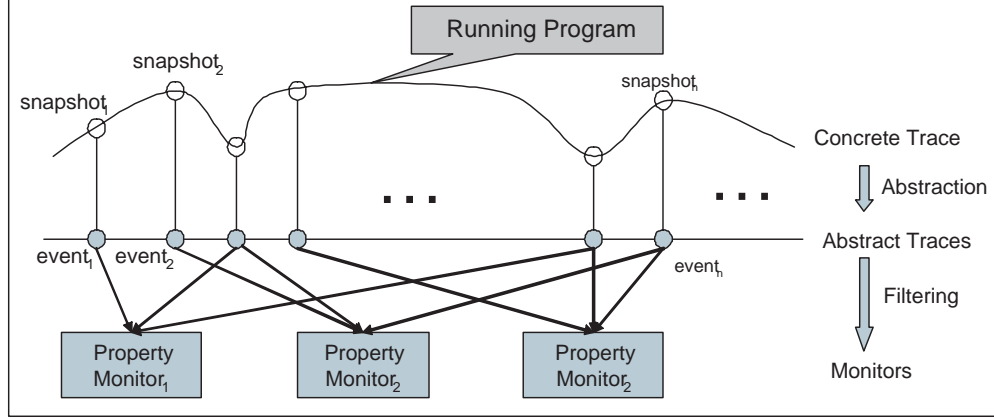 Running Program
snapshot1
snapshot2
snapshotn
Concrete Trace
Abstraction
. . .
. . .
event1
event2
eventn
Abstract Traces
Filtering
Property
Monitor1
Property
Monitor2
Property
Monitor2
Monitors